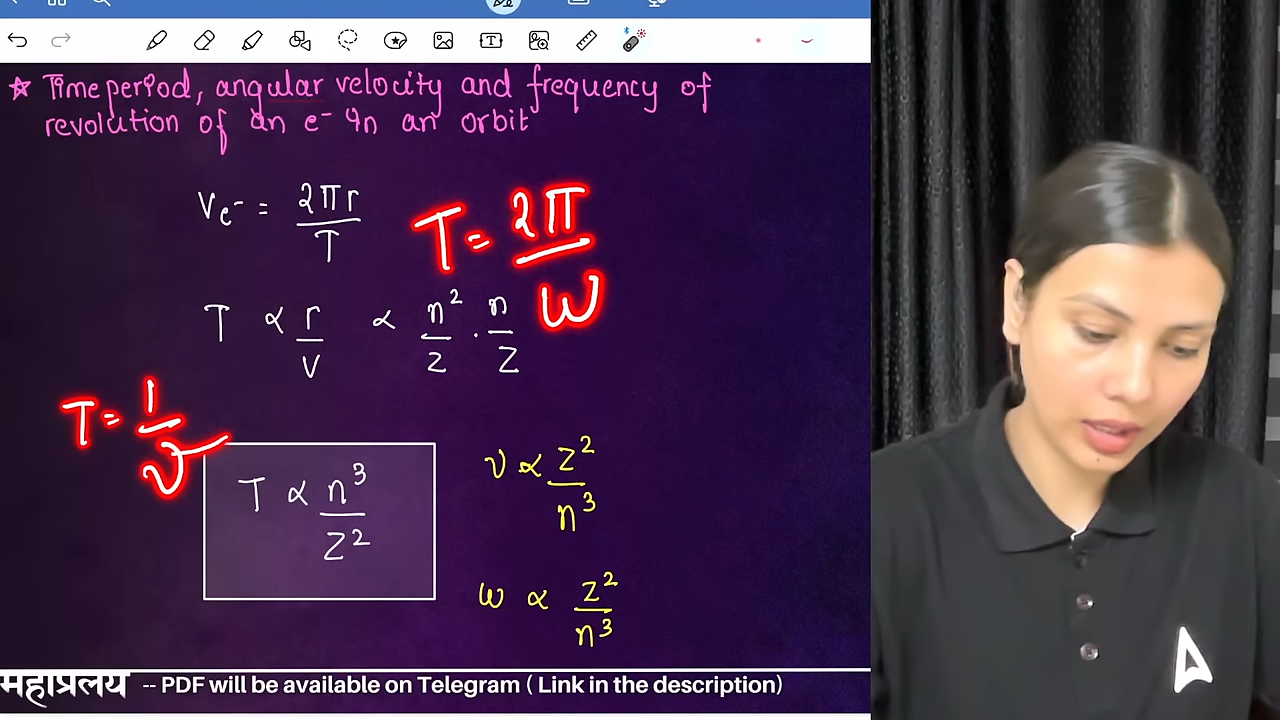 ☆ Time period, angular velocity and frequency of
revolution of an e⁻ in an orbit
Vₑ⁻ = 2πr / T
T = 2π / ω
T ∝ r / v ∝ n² / z · n / z
T = 1 / ν
T ∝ n³ / z²
ν ∝ z² / n³
ω ∝ z² / n³
महाप्रलय -- PDF will be available on Telegram ( Link in the description)